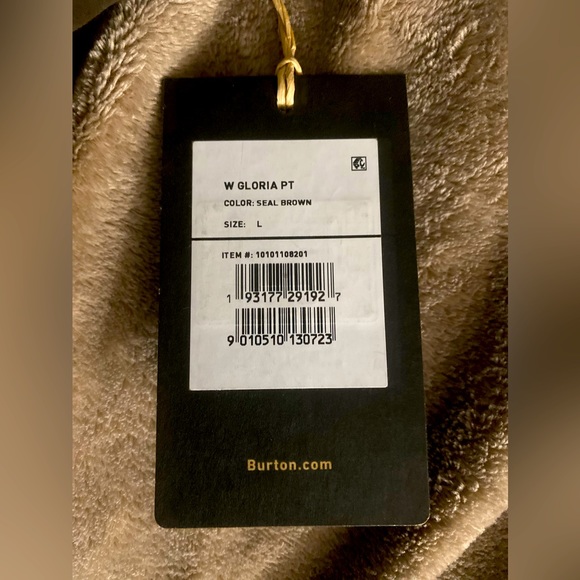 W GLORIA PT
COLOR: SEAL BROWN
SIZE: L
ITEM #: 10101108201
1 93177 29192 7
9 010510 130723
Burton.com